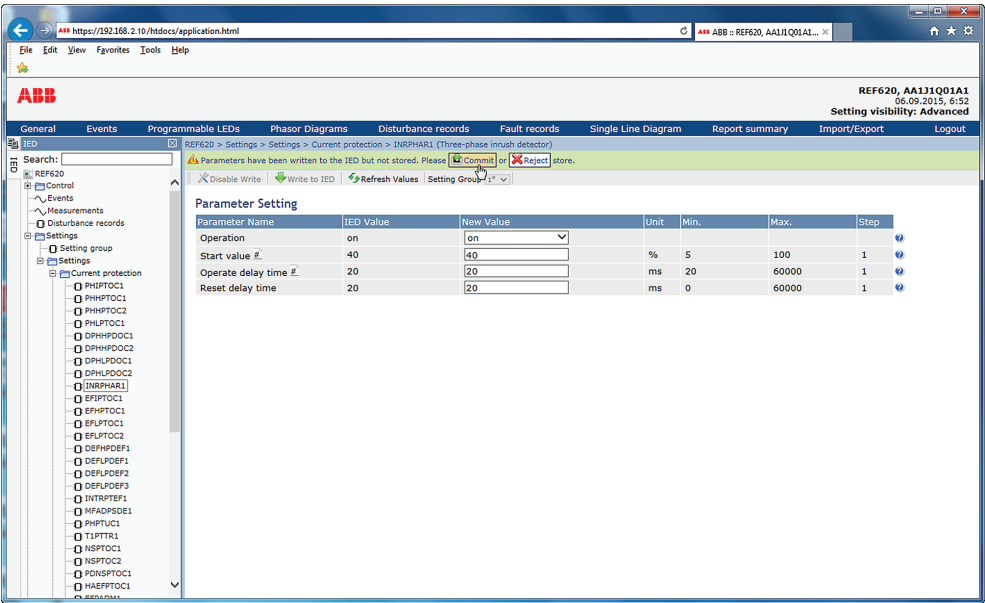 https://192.168.2.10/htdocs/application.html
ABB :: REF620, AA1J1Q01A1...
File Edit View Favorites Tools Help
ABB
REF620, AA1J1Q01A1
06.09.2015, 6:52
Setting visibility: Advanced
General Events Programmable LEDs Phasor Diagrams Disturbance records Fault records Single Line Diagram Report summary Import/Export Logout
IED
REF620 > Settings > Settings > Current protection > INRPHAR1 (Three-phase inrush detector)
IED
Search:
Parameters have been written to the IED but not stored. Please Commit or Reject store.
Disable Write Write to IED Refresh Values Setting Group 1*
REF620
Control
Events
Measurements
Disturbance records
Settings
Setting group
Settings
Current protection
PHIPTOC1
PHHPTOC1
PHHPTOC2
PHLPTOC1
DPHHPDOC1
DPHHPDOC2
DPHLPDOC1
DPHLPDOC2
INRPHAR1
EFIPTOC1
EFHPTOC1
EFLPTOC1
EFLPTOC2
DEFHPDEF1
DEFLPDEF1
DEFLPDEF2
DEFLPDEF3
INTRPTEF1
MFADPSDE1
PHPTUC1
T1PTTR1
NSPTOC1
NSPTOC2
PDNSPTOC1
HAEFPTOC1
Parameter Setting
Parameter Name IED Value New Value Unit Min. Max. Step
Operation on on
Start value # 40 40 % 5 100 1
Operate delay time # 20 20 ms 20 60000 1
Reset delay time 20 20 ms 0 60000 1